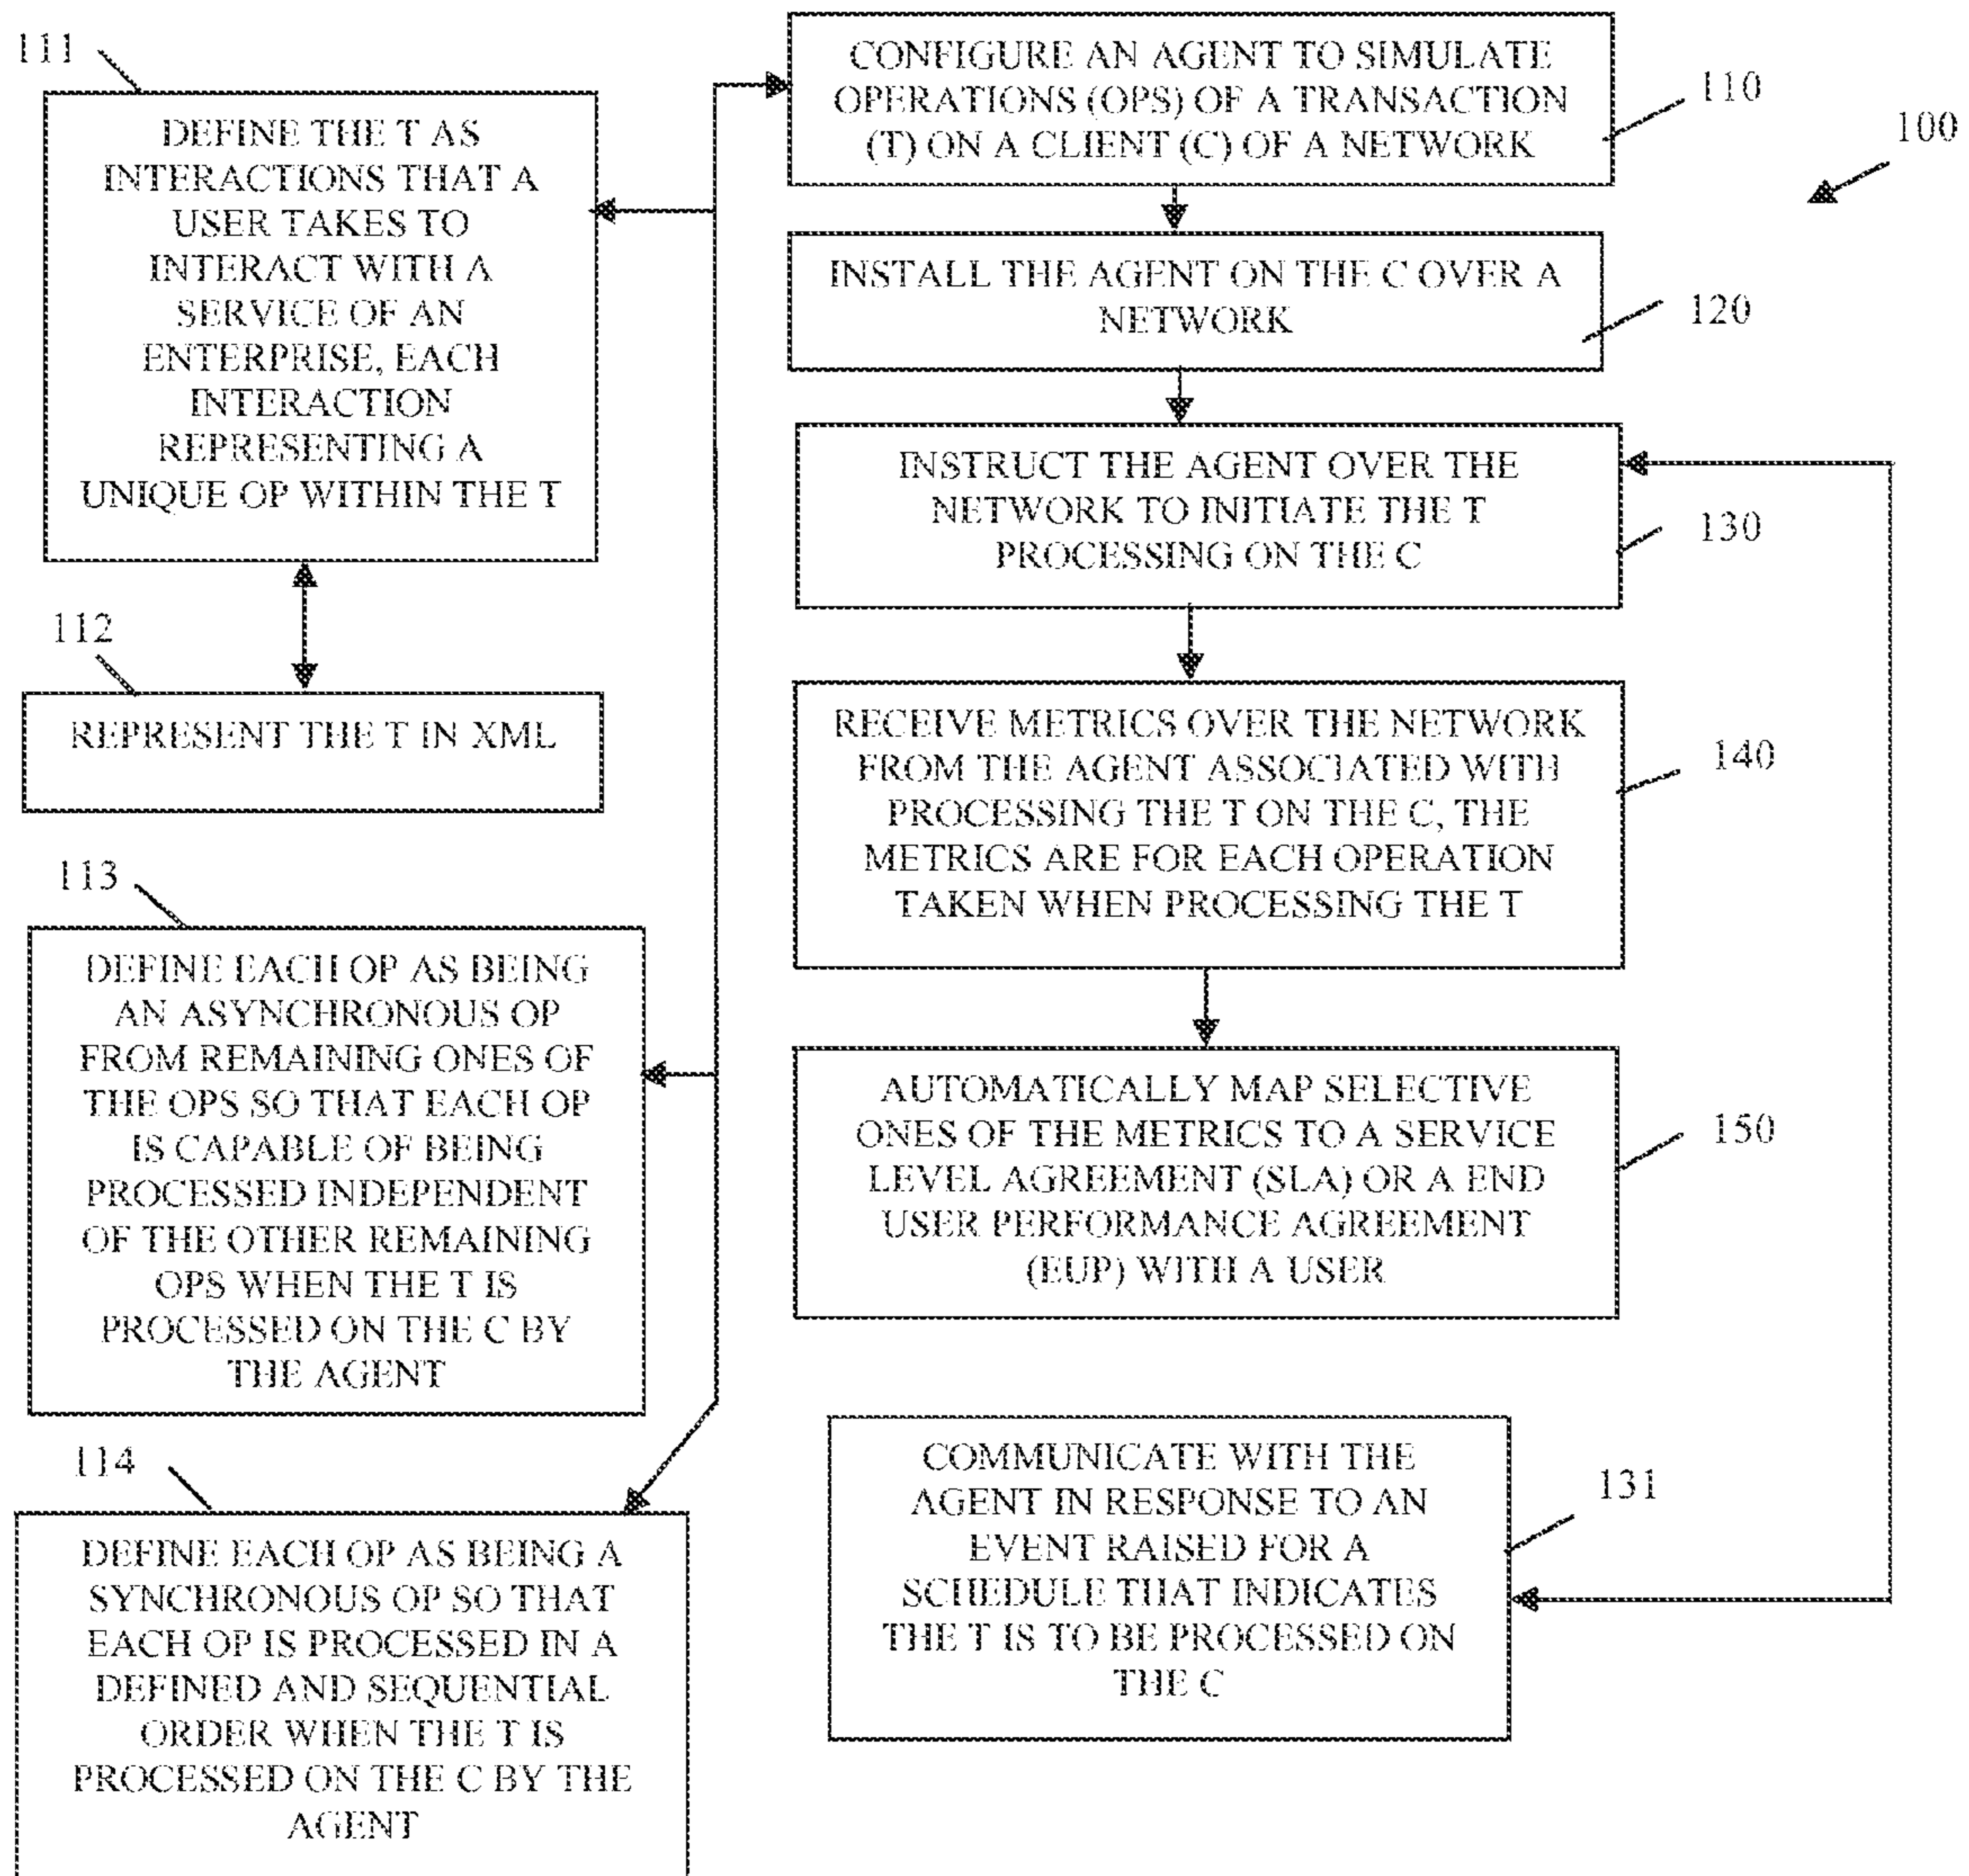 111
DEFINE THE T AS
INTERACTIONS THAT A
USER TAKES TO
INTERACT WITH A
SERVICE OF AN
ENTERPRISE, EACH
INTERACTION
REPRESENTING A
UNIQUE OP WITHIN THE T
112
REPRESENT THE T IN XML
113
DEFINE EACH OP AS BEING
AN ASYNCHRONOUS OP
FROM REMAINING ONES OF
THE OPS SO THAT EACH OP
IS CAPABLE OF BEING
PROCESSED INDEPENDENT
OF THE OTHER REMAINING
OPS WHEN THE T IS
PROCESSED ON THE C BY
THE AGENT
114
DEFINE EACH OP AS BEING A
SYNCHRONOUS OP SO THAT
EACH OP IS PROCESSED IN A
DEFINED AND SEQUENTIAL
ORDER WHEN THE T IS
PROCESSED ON THE C BY THE
AGENT
CONFIGURE AN AGENT TO SIMULATE
OPERATIONS (OPS) OF A TRANSACTION
(T) ON A CLIENT (C) OF A NETWORK
110
100
INSTALL THE AGENT ON THE C OVER A
NETWORK
120
INSTRUCT THE AGENT OVER THE
NETWORK TO INITIATE THE T
PROCESSING ON THE C
130
RECEIVE METRICS OVER THE NETWORK
FROM THE AGENT ASSOCIATED WITH
PROCESSING THE T ON THE C, THE
METRICS ARE FOR EACH OPERATION
TAKEN WHEN PROCESSING THE T
140
AUTOMATICALLY MAP SELECTIVE
ONES OF THE METRICS TO A SERVICE
LEVEL AGREEMENT (SLA) OR A END
USER PERFORMANCE AGREEMENT
(EUP) WITH A USER
150
COMMUNICATE WITH THE
AGENT IN RESPONSE TO AN
EVENT RAISED FOR A
SCHEDULE THAT INDICATES
THE T IS TO BE PROCESSED ON
THE C
131